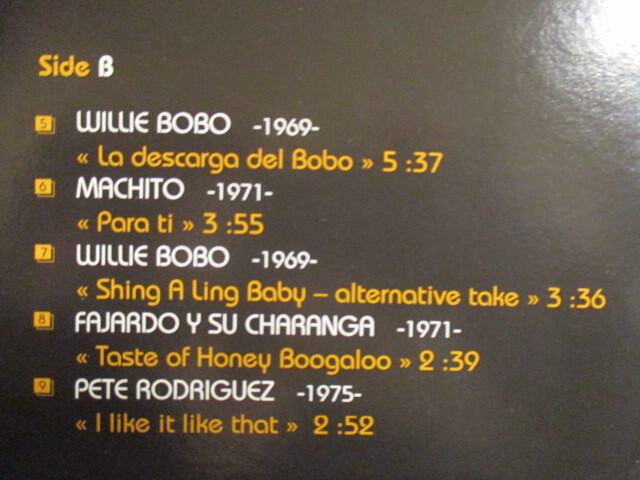 Side B
5 WILLIE BOBO -1969-
« La descarga del Bobo » 5 :37
6 MACHITO -1971-
« Para ti » 3 :55
7 WILLIE BOBO -1969-
« Shing A Ling Baby – alternative take » 3 :36
8 FAJARDO Y SU CHARANGA -1971-
« Taste of Honey Boogaloo » 2 :39
9 PETE RODRIGUEZ -1975-
« I like it like that » 2 :52